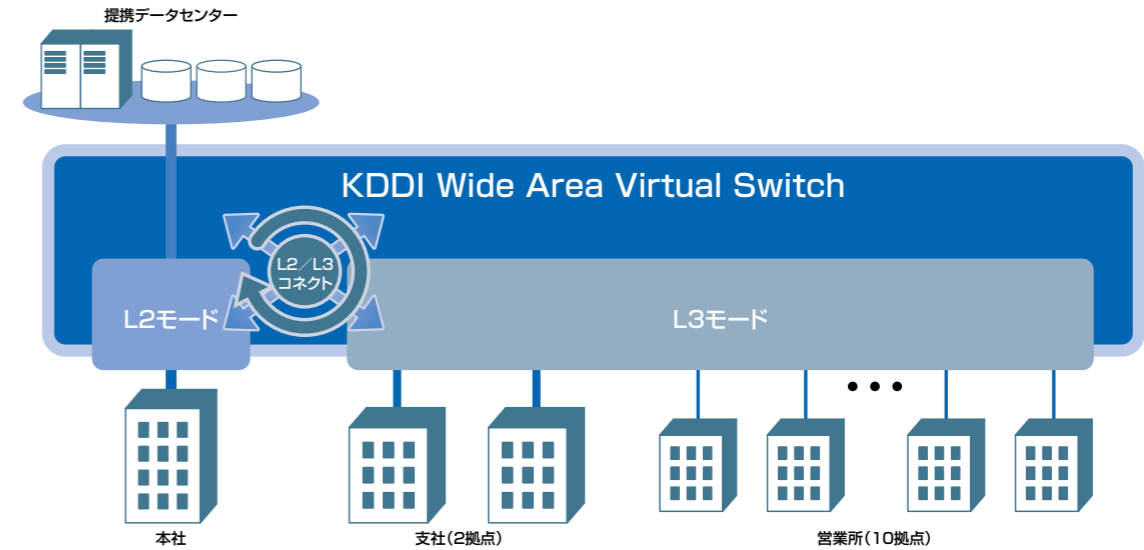 提携データセンター
KDDI Wide Area Virtual Switch
L2／L3
コネクト
L2モード
L3モード
本社
支社(2拠点)
営業所(10拠点)